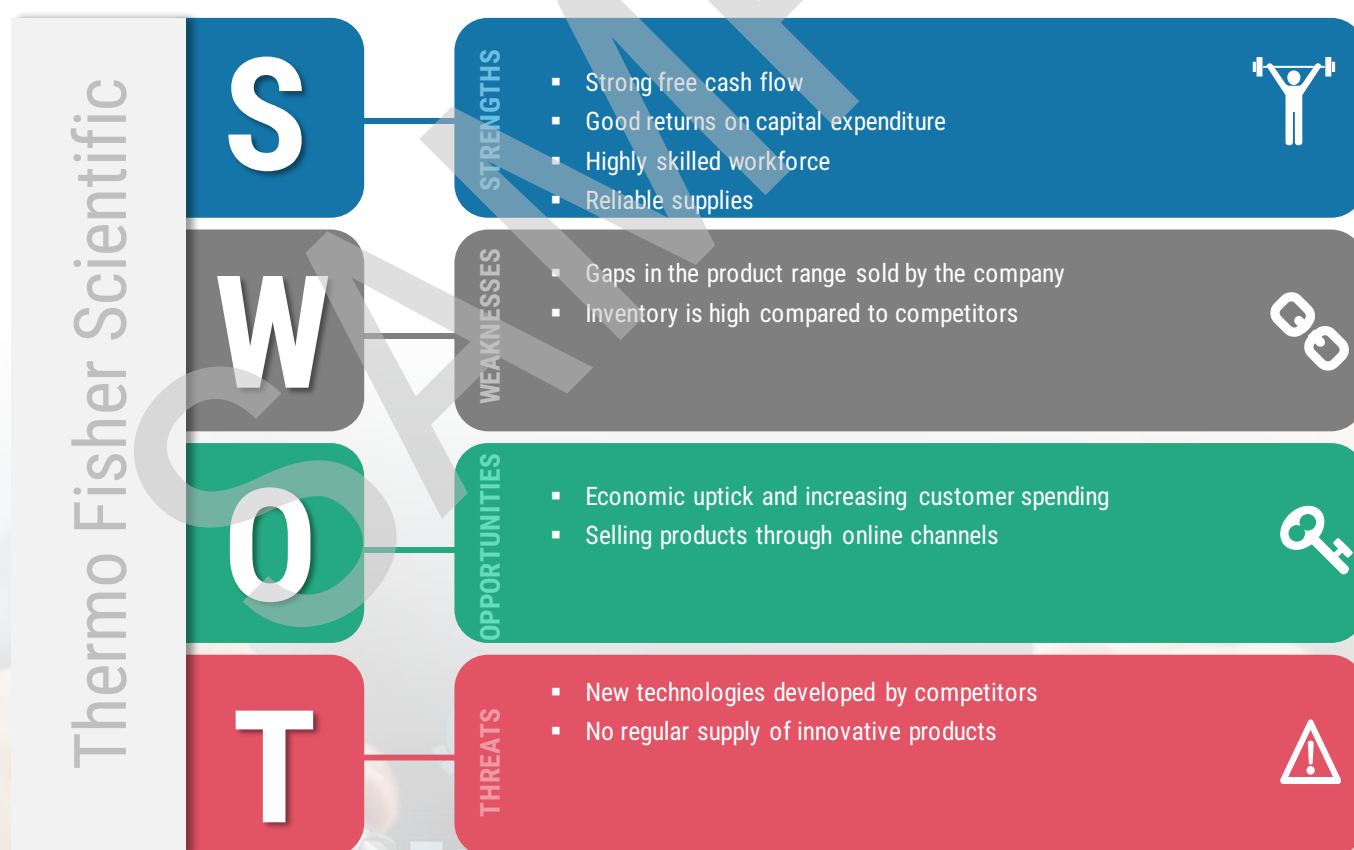 Thermo Fisher Scientific
S
STRENGTHS
Strong free cash flow
Good returns on capital expenditure
Highly skilled workforce
Reliable supplies
W
WEAKNESSES
Gaps in the product range sold by the company
Inventory is high compared to competitors
O
OPPORTUNITIES
Economic uptick and increasing customer spending
Selling products through online channels
T
THREATS
New technologies developed by competitors
No regular supply of innovative products